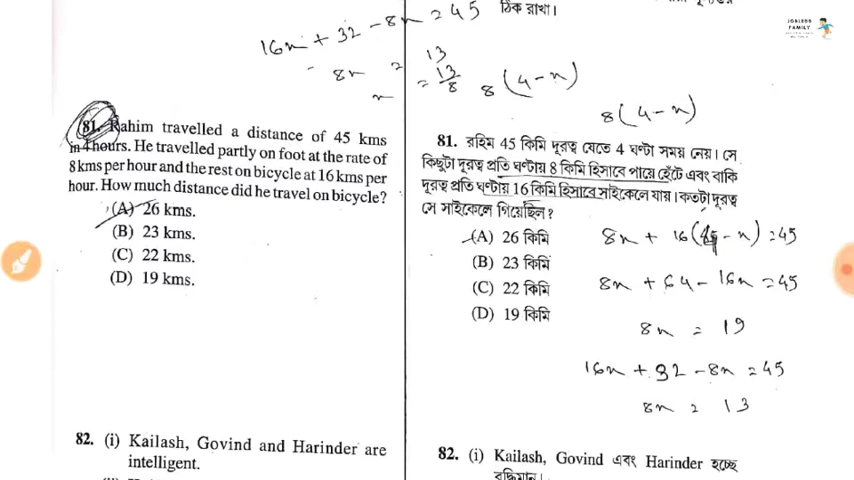 ঠিক রাখা।
JOBLESS
FAMILY
16x + 32 - 8x = 45
8x = 13
x = 13/8
8(4-x)
8(4-x)
81. Rahim travelled a distance of 45 kms
in 4 hours. He travelled partly on foot at the rate of
8 kms per hour and the rest on bicycle at 16 kms per
hour. How much distance did he travel on bicycle?
(A) 26 kms.
(B) 23 kms.
(C) 22 kms.
(D) 19 kms.
82. (i) Kailash, Govind and Harinder are
intelligent.
81. রহিম 45 কিমি দূরত্ব যেতে 4 ঘণ্টা সময় নেয়। সে
কিছুটা দূরত্ব প্রতি ঘণ্টায় 8 কিমি হিসাবে পায়ে হেঁটে এবং বাকি
দূরত্ব প্রতি ঘণ্টায় 16 কিমি হিসাবে সাইকেলে যায়। কতটা দূরত্ব
সে সাইকেলে গিয়েছিল?
(A) 26 কিমি
(B) 23 কিমি
(C) 22 কিমি
(D) 19 কিমি
8x + 16( - x) = 45
8x + 64 - 16x = 45
8x = 19
16x + 32 - 8x = 45
8x = 13
82. (i) Kailash, Govind এবং Harinder হচ্ছে
বুদ্ধিমান।